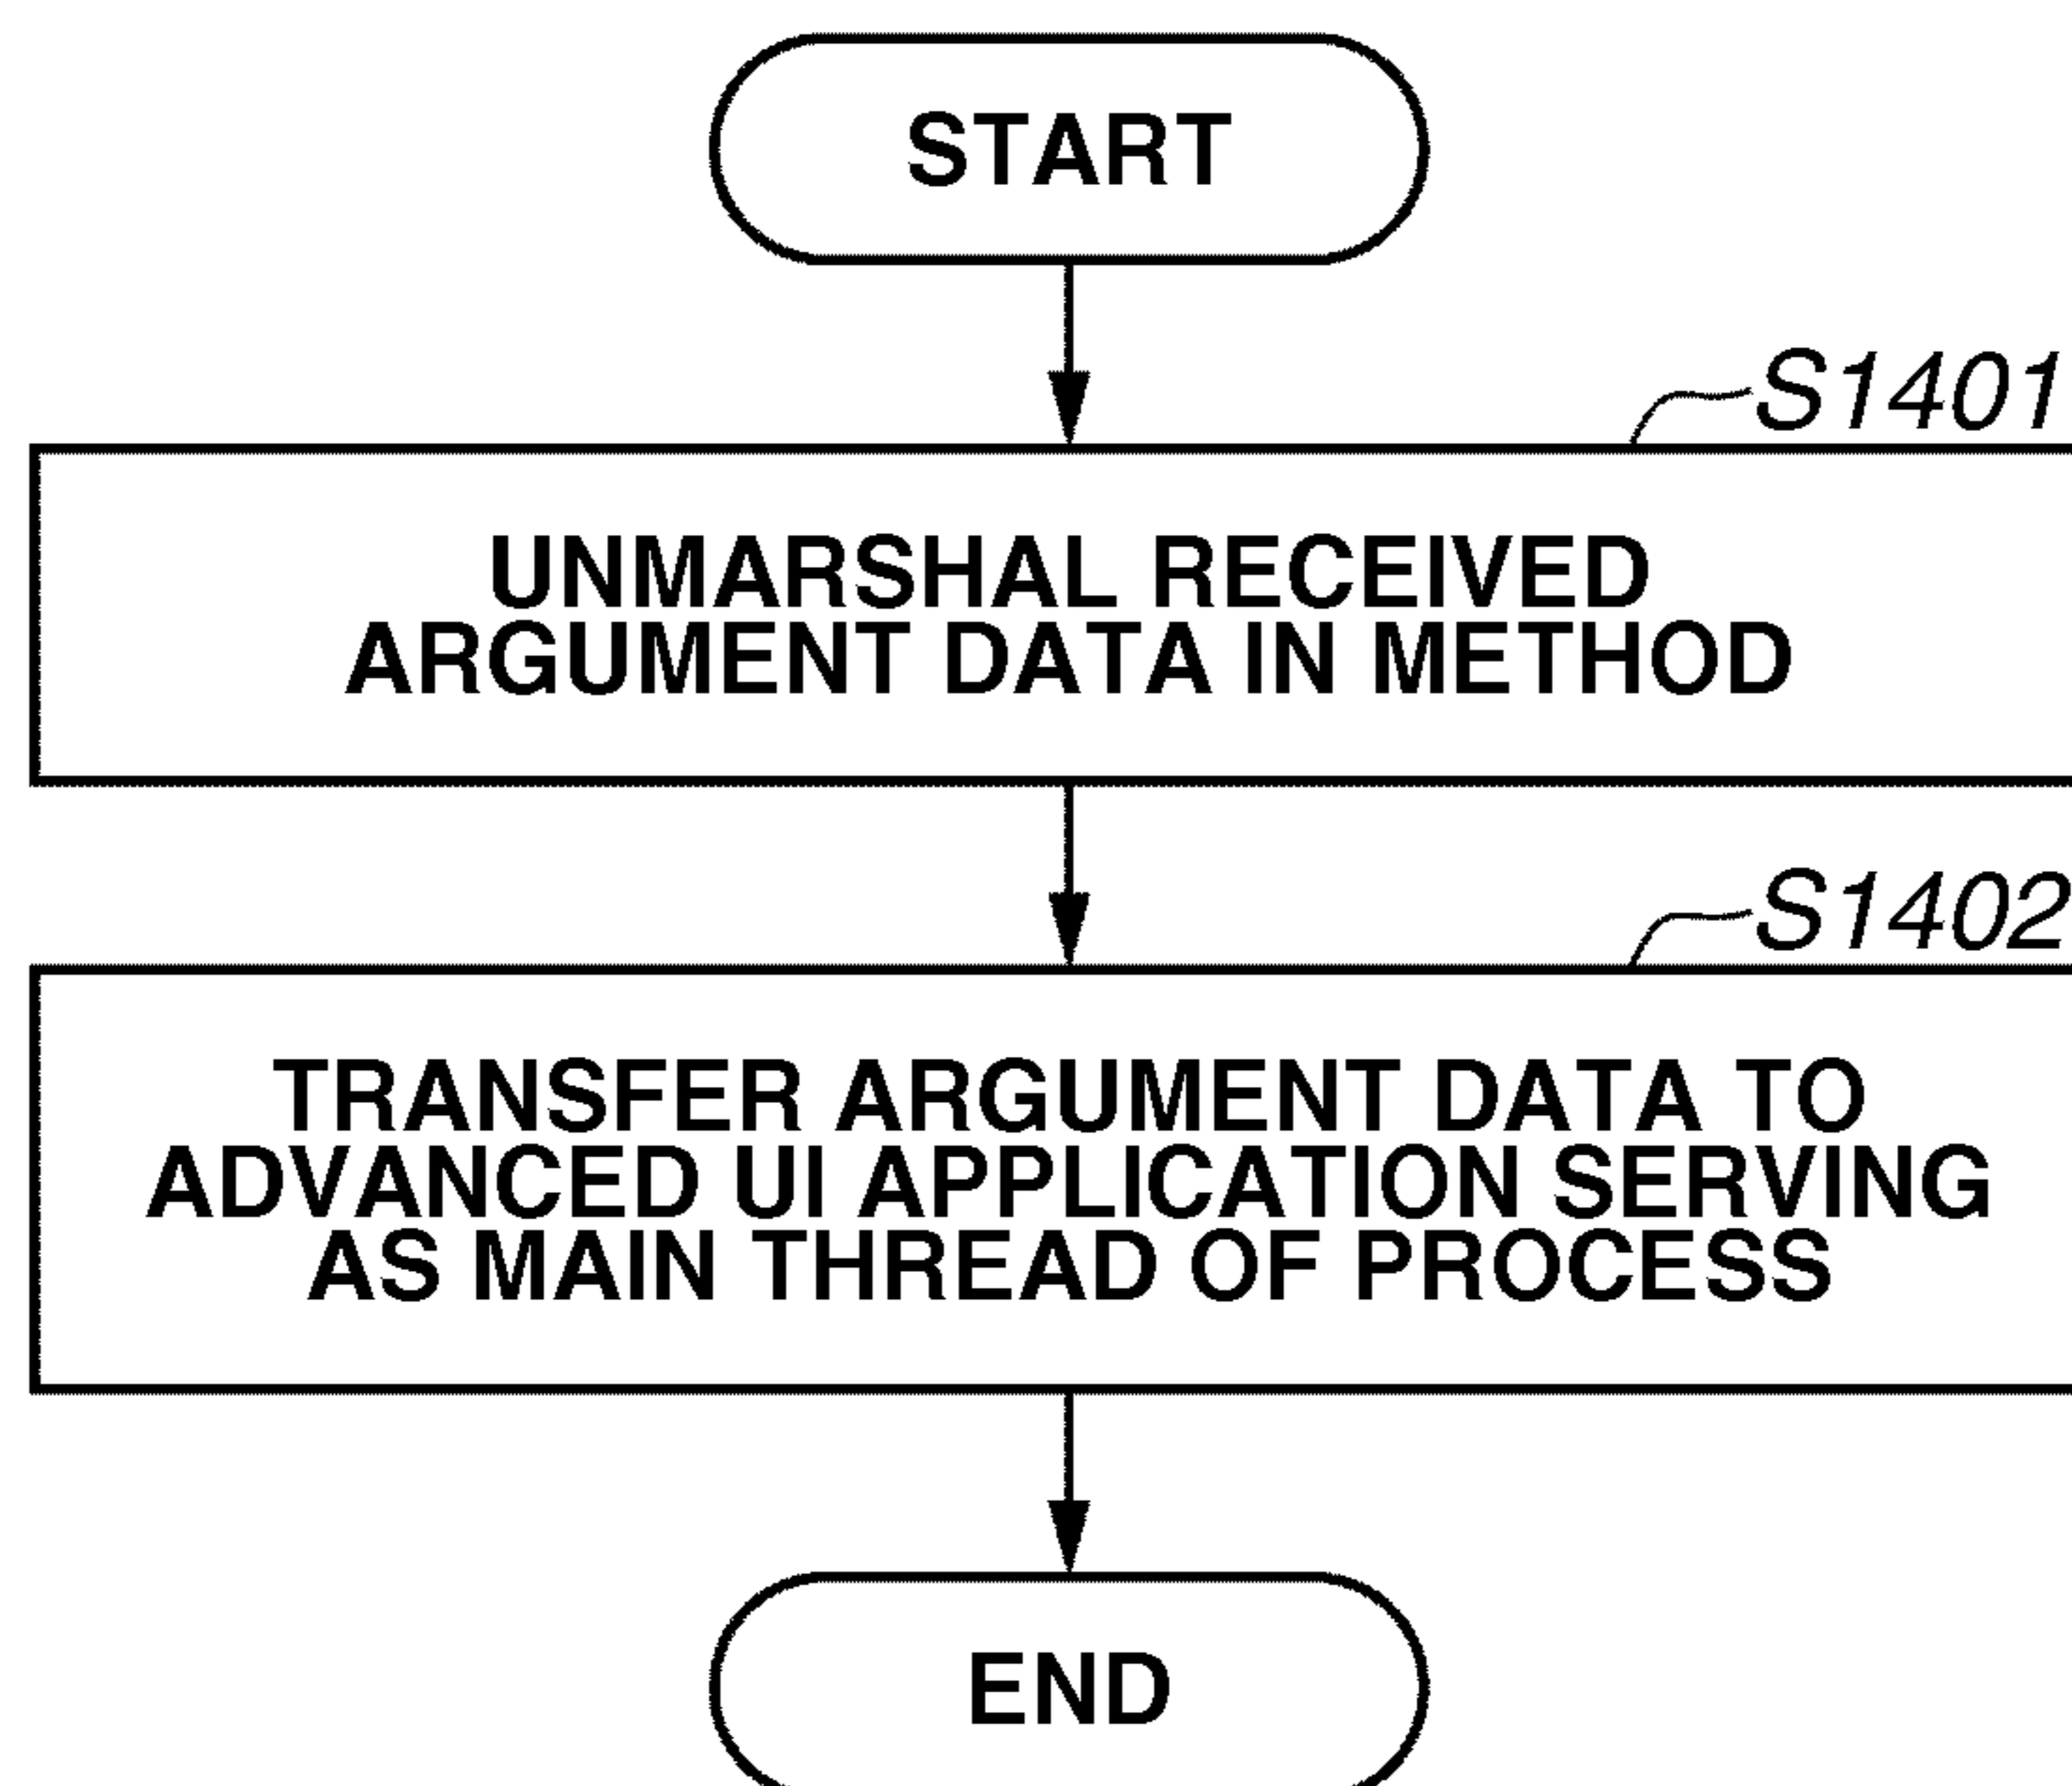 START
S1401
UNMARSHAL RECEIVED
ARGUMENT DATA IN METHOD
S1402
TRANSFER ARGUMENT DATA TO
ADVANCED UI APPLICATION SERVING
AS MAIN THREAD OF PROCESS
END